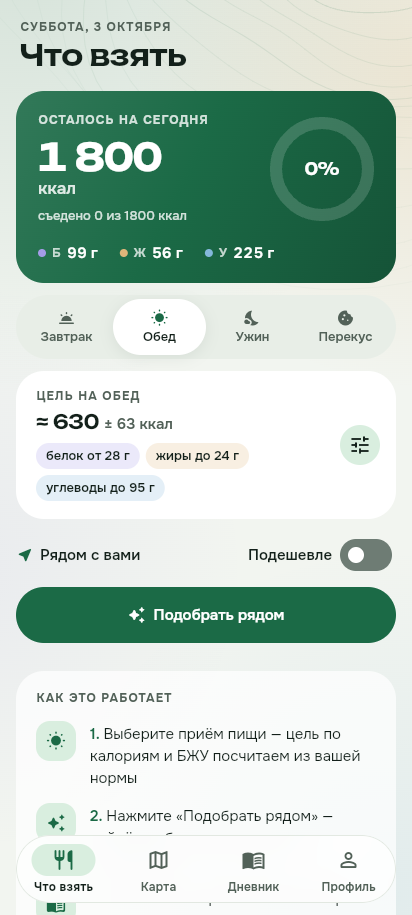 СУББОТА, 3 ОКТЯБРЯ
Что взять
ОСТАЛОСЬ НА СЕГОДНЯ
1 800
ккал
съедено 0 из 1800 ккал
0%
Б 99 г Ж 56 г У 225 г
Завтрак Обед Ужин Перекус
ЦЕЛЬ НА ОБЕД
≈ 630 ± 63 ккал
белок от 28 г жиры до 24 г
углеводы до 95 г
Рядом с вами Подешевле
Подобрать рядом
КАК ЭТО РАБОТАЕТ
1. Выберите приём пищи — цель по
калориям и БЖУ посчитаем из вашей
нормы
2. Нажмите «Подобрать рядом» —
Что взять Карта Дневник Профиль